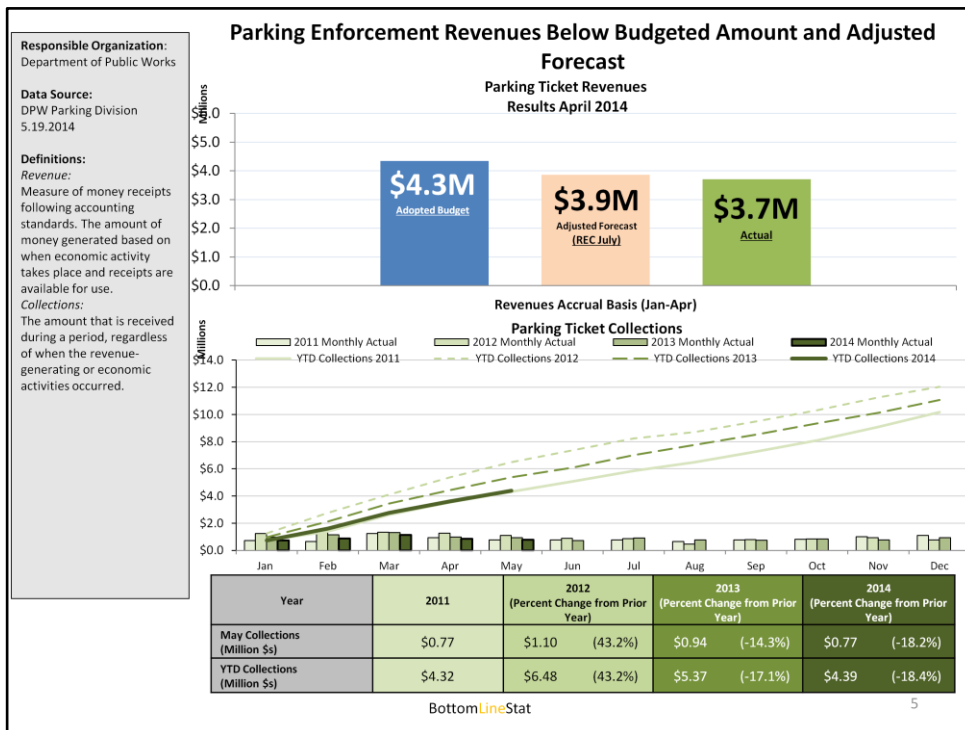 Parking Enforcement Revenues Below Budgeted Amount and Adjusted
Forecast
Responsible Organization:
Department of Public Works
Data Source:
DPW Parking Division
5.19.2014
Definitions:
Revenue:
Measure of money receipts
following accounting
standards. The amount of
money generated based on
when economic activity
takes place and receipts are
available for use.
Collections:
The amount that is received
during a period, regardless
of when the revenue-
generating or economic
activities occurred.
Parking Ticket Revenues
Results April 2014
Millions
$6.0
$5.0
$4.0
$3.0
$2.0
$1.0
$0.0
$4.3M
Adopted Budget
$3.9M
Adjusted Forecast
(REC July)
$3.7M
Actual
Revenues Accrual Basis (Jan-Apr)
Parking Ticket Collections
Millions
2011 Monthly Actual 2012 Monthly Actual 2013 Monthly Actual 2014 Monthly Actual
YTD Collections 2011 YTD Collections 2012 YTD Collections 2013 YTD Collections 2014
$14.0
$12.0
$10.0
$8.0
$6.0
$4.0
$2.0
$0.0
Jan Feb Mar Apr May Jun Jul Aug Sep Oct Nov Dec
Year
2011
2012
(Percent Change from Prior
Year)
2013
(Percent Change from Prior
Year)
2014
(Percent Change from Prior
Year)
May Collections
(Million $s)
$0.77 $1.10 (43.2%) $0.94 (-14.3%) $0.77 (-18.2%)
YTD Collections
(Million $s)
$4.32 $6.48 (43.2%) $5.37 (-17.1%) $4.39 (-18.4%)
BottomLineStat
5